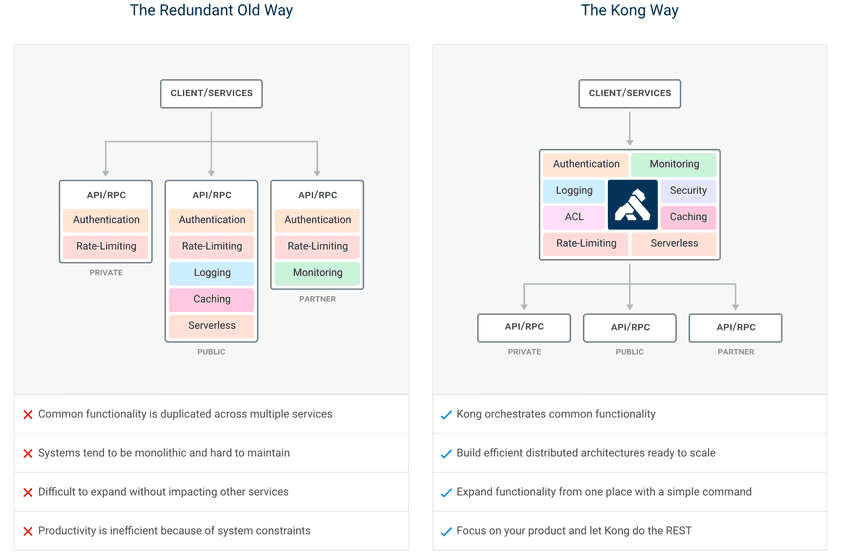 The Redundant Old Way
CLIENT/SERVICES
API/RPC
Authentication
Rate-Limiting
PRIVATE
API/RPC
Authentication
Rate-Limiting
Logging
Caching
Serverless
PUBLIC
API/RPC
Authentication
Rate-Limiting
Monitoring
PARTNER
Common functionality is duplicated across multiple services
Systems tend to be monolithic and hard to maintain
Difficult to expand without impacting other services
Productivity is inefficient because of system constraints
The Kong Way
CLIENT/SERVICES
Authentication
Monitoring
Logging
Security
ACL
Caching
Rate-Limiting
Serverless
API/RPC
PRIVATE
API/RPC
PUBLIC
API/RPC
PARTNER
Kong orchestrates common functionality
Build efficient distributed architectures ready to scale
Expand functionality from one place with a simple command
Focus on your product and let Kong do the REST